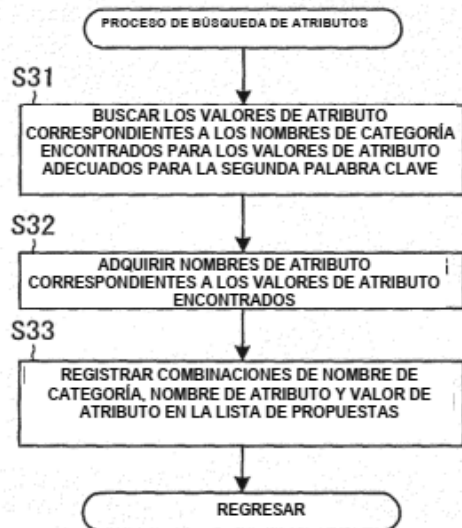 PROCESO DE BÚSQUEDA DE ATRIBUTOS
S31
BUSCAR LOS VALORES DE ATRIBUTO
CORRESPONDIENTES A LOS NOMBRES DE CATEGORÍA
ENCONTRADOS PARA LOS VALORES DE ATRIBUTO
ADECUADOS PARA LA SEGUNDA PALABRA CLAVE
S32
ADQUIRIR NOMBRES DE ATRIBUTO
CORRESPONDIENTES A LOS VALORES DE ATRIBUTO
ENCONTRADOS
S33
REGISTRAR COMBINACIONES DE NOMBRE DE
CATEGORÍA, NOMBRE DE ATRIBUTO Y VALOR DE
ATRIBUTO EN LA LISTA DE PROPUESTAS
REGRESAR